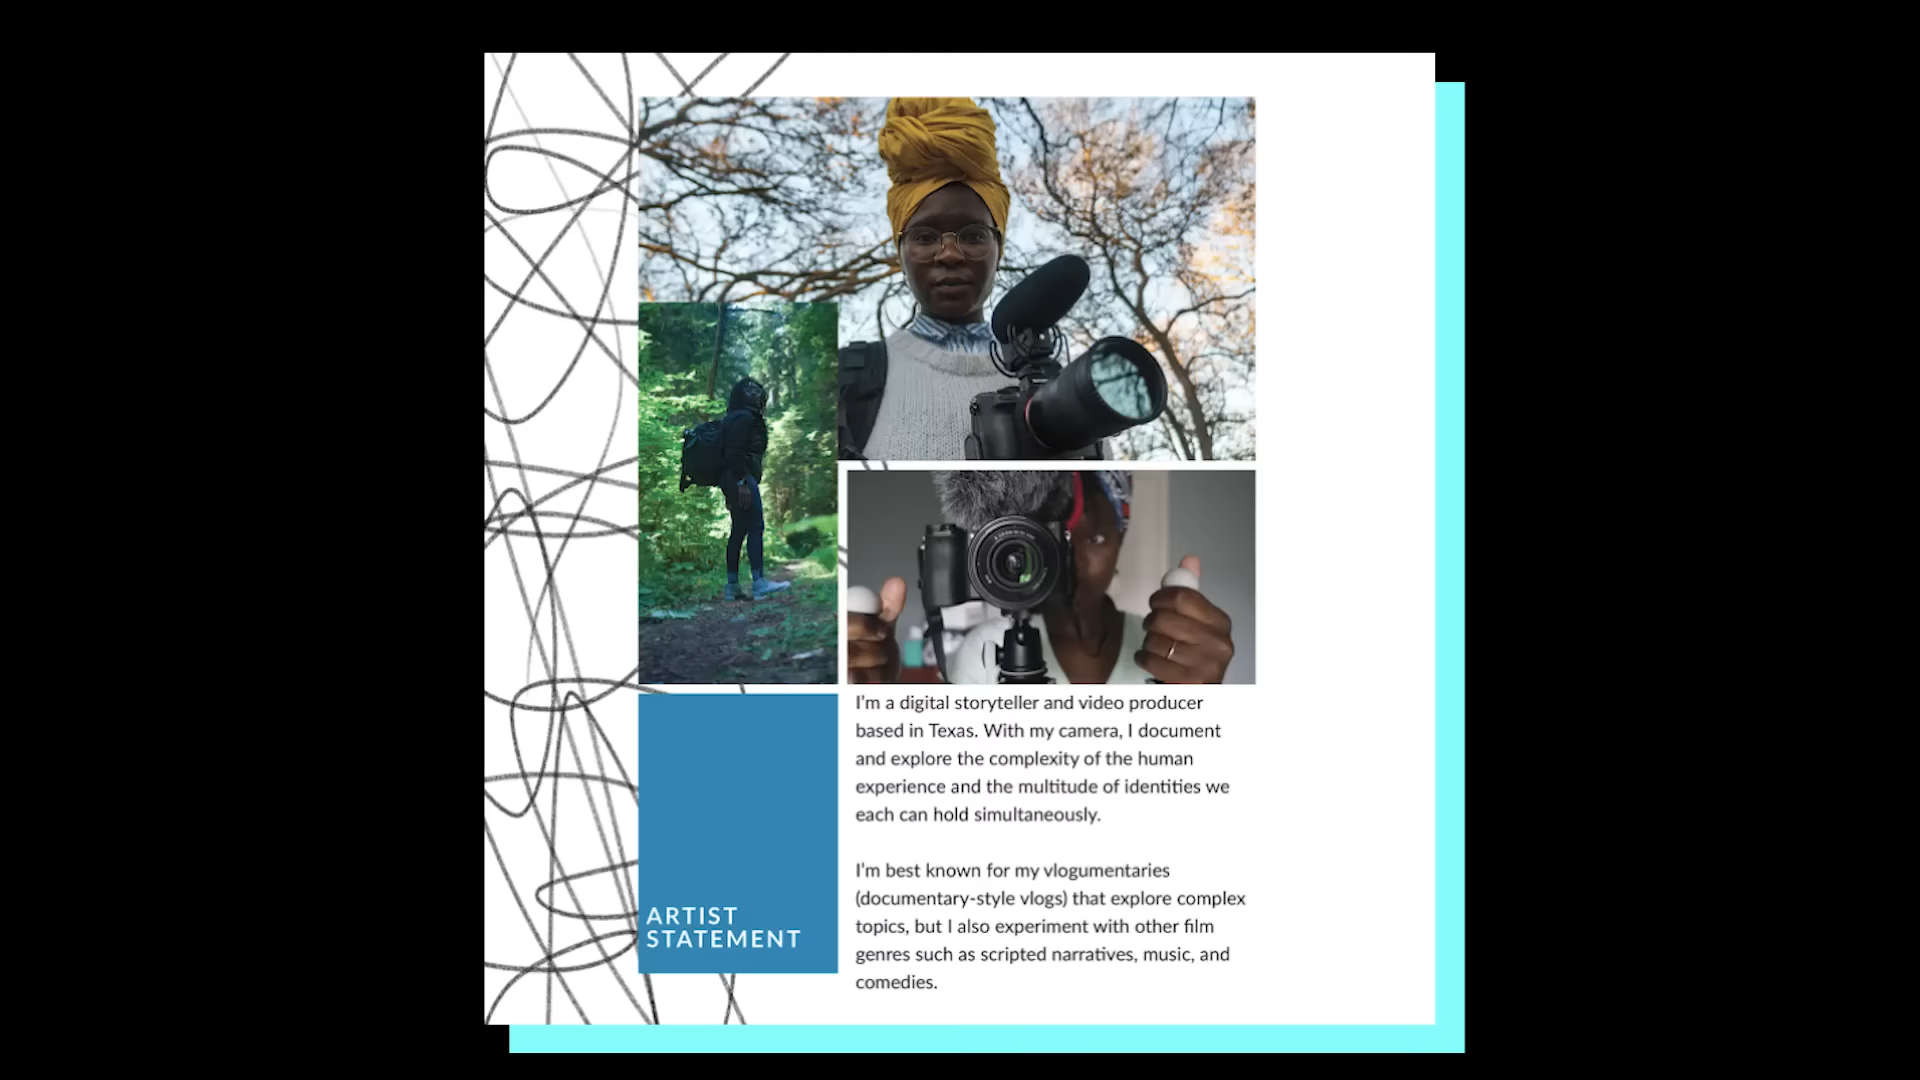 I'm a digital storyteller and video producer
based in Texas. With my camera, I document
and explore the complexity of the human
experience and the multitude of identities we
each can hold simultaneously.
I'm best known for my vlogumentaries
(documentary-style vlogs) that explore complex
topics, but I also experiment with other film
genres such as scripted narratives, music, and
comedies.
ARTIST
STATEMENT